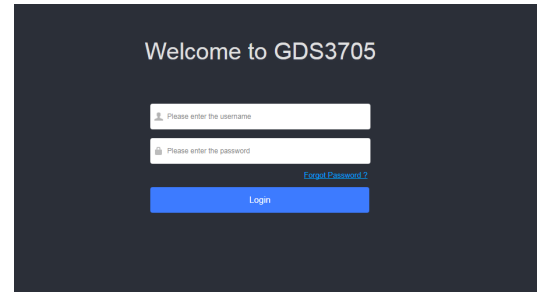 Welcome to GDS3705
Please enter the username
Please enter the password
Forgot Password ?
Login